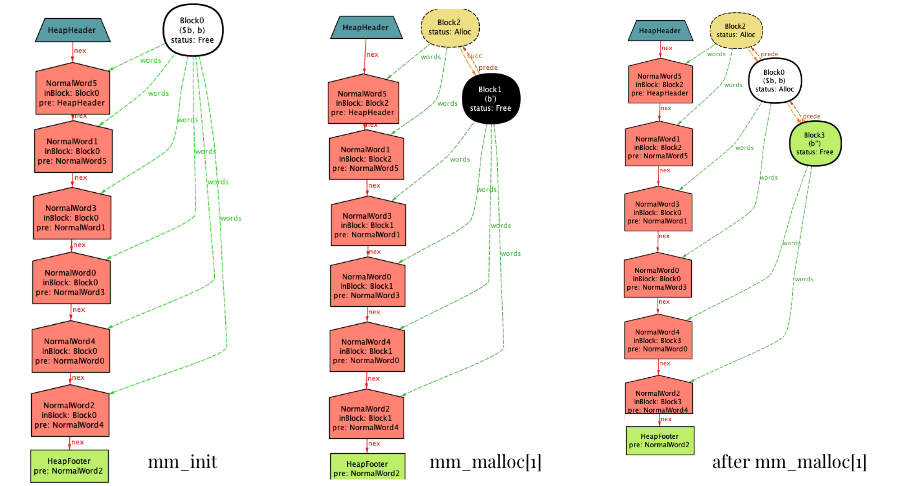 HeapHeader
Block0
($b, b)
status: Free
nex
words
NormalWord5
inBlock: Block0
pre: HeapHeader
nex
words
NormalWord1
inBlock: Block0
pre: NormalWord5
nex
words
words
NormalWord3
inBlock: Block0
pre: NormalWord1
words
nex
NormalWord0
inBlock: Block0
pre: NormalWord3
nex
NormalWord4
inBlock: Block0
pre: NormalWord0
nex
NormalWord2
inBlock: Block0
pre: NormalWord4
nex
HeapFooter
pre: NormalWord2
mm_init
HeapHeader
Block2
status: Alloc
nex
words
succ
prede
NormalWord5
inBlock: Block2
pre: HeapHeader
Block1
(b')
status: Free
words
nex
NormalWord1
inBlock: Block2
pre: NormalWord5
words
nex
words
NormalWord3
inBlock: Block1
pre: NormalWord1
words
nex
words
NormalWord0
inBlock: Block1
pre: NormalWord3
nex
NormalWord4
inBlock: Block1
pre: NormalWord0
nex
NormalWord2
inBlock: Block1
pre: NormalWord4
nex
HeapFooter
pre: NormalWord2
mm_malloc[1]
HeapHeader
Block2
status: Alloc
nex
words
prede
NormalWord5
inBlock: Block2
pre: HeapHeader
Block0
($b, b)
status: Alloc
words
nex
prede
NormalWord1
inBlock: Block2
pre: NormalWord5
Block3
(b")
status: Free
words
nex
NormalWord3
inBlock: Block0
pre: NormalWord1
words
nex
words
NormalWord0
inBlock: Block0
pre: NormalWord3
words
nex
NormalWord4
inBlock: Block3
pre: NormalWord0
nex
NormalWord2
inBlock: Block3
pre: NormalWord4
nex
HeapFooter
pre: NormalWord2
after mm_malloc[1]